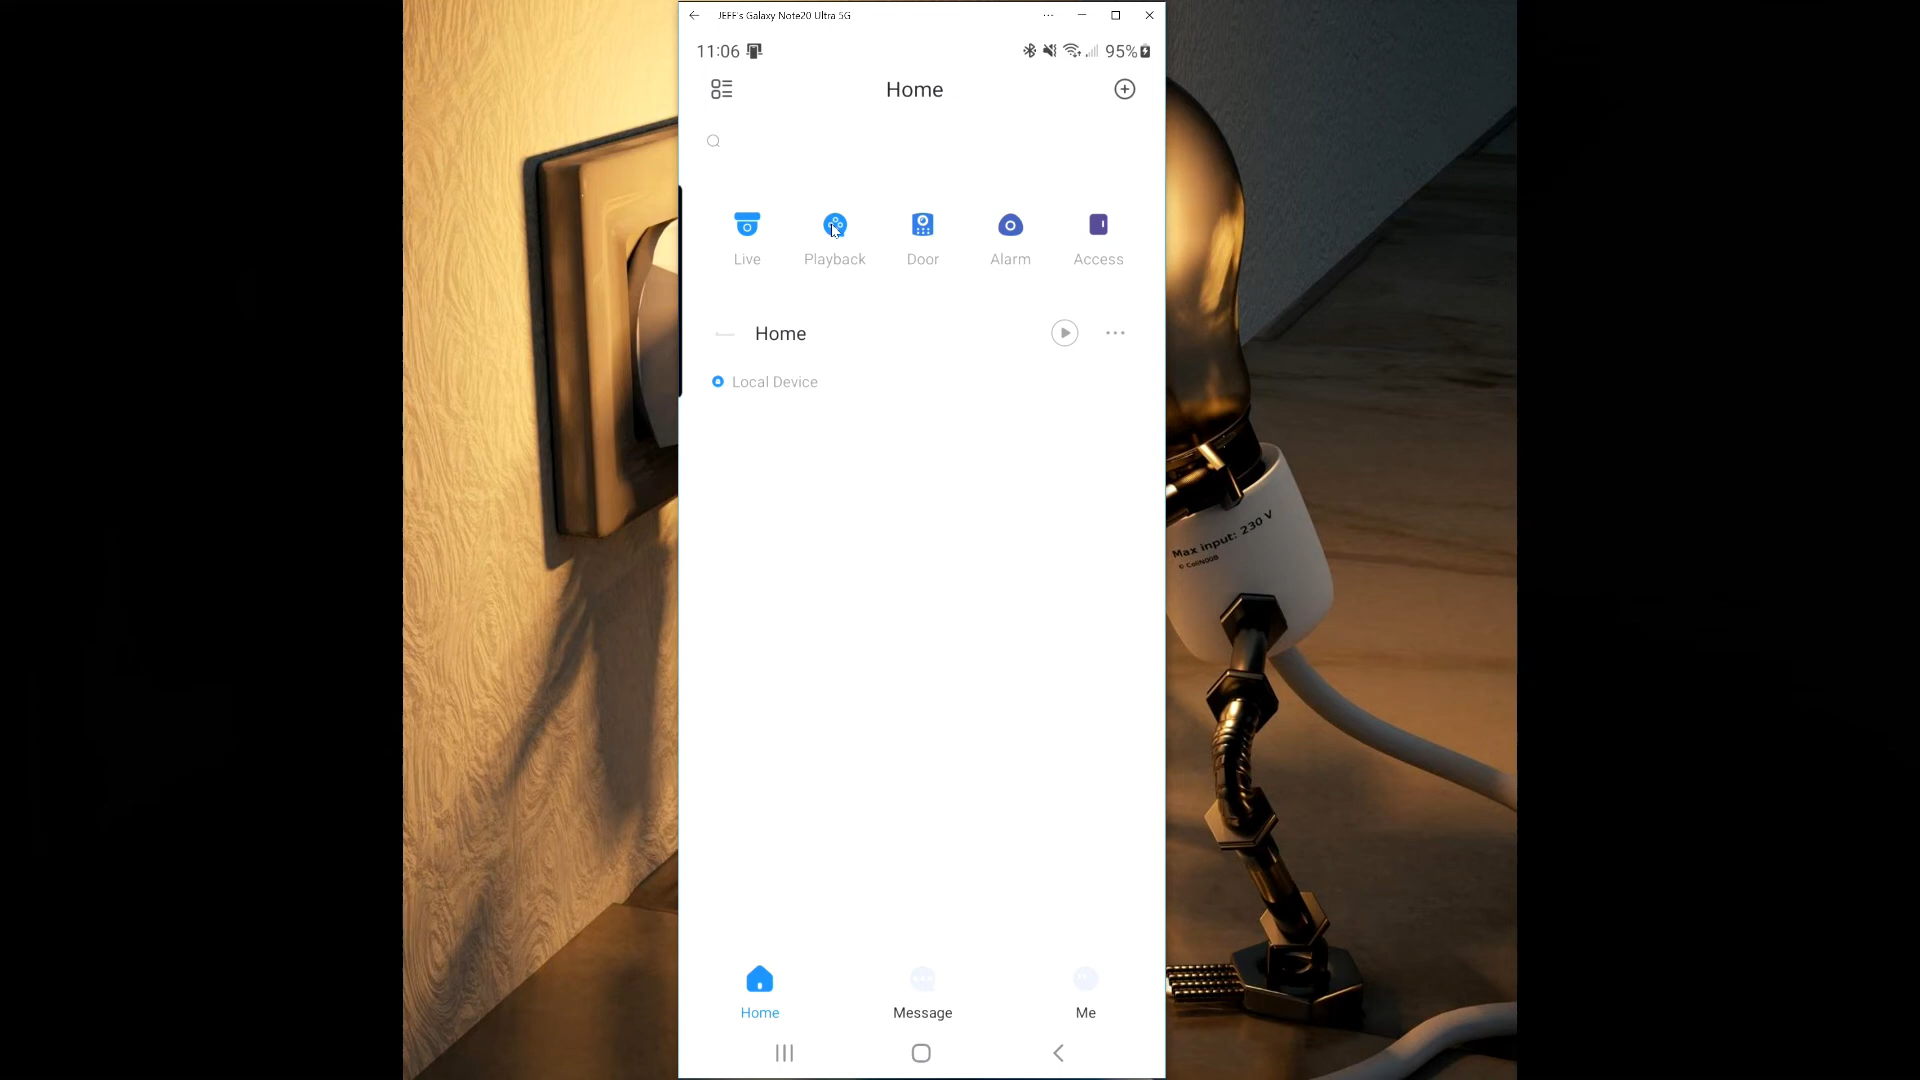 JEFF's Galaxy Note20 Ultra 5G
11:06
95%
Home
Live
Playback
Door
Alarm
Access
Home
Local Device
Max input: 230 V
© CallN00B
Home
Message
Me